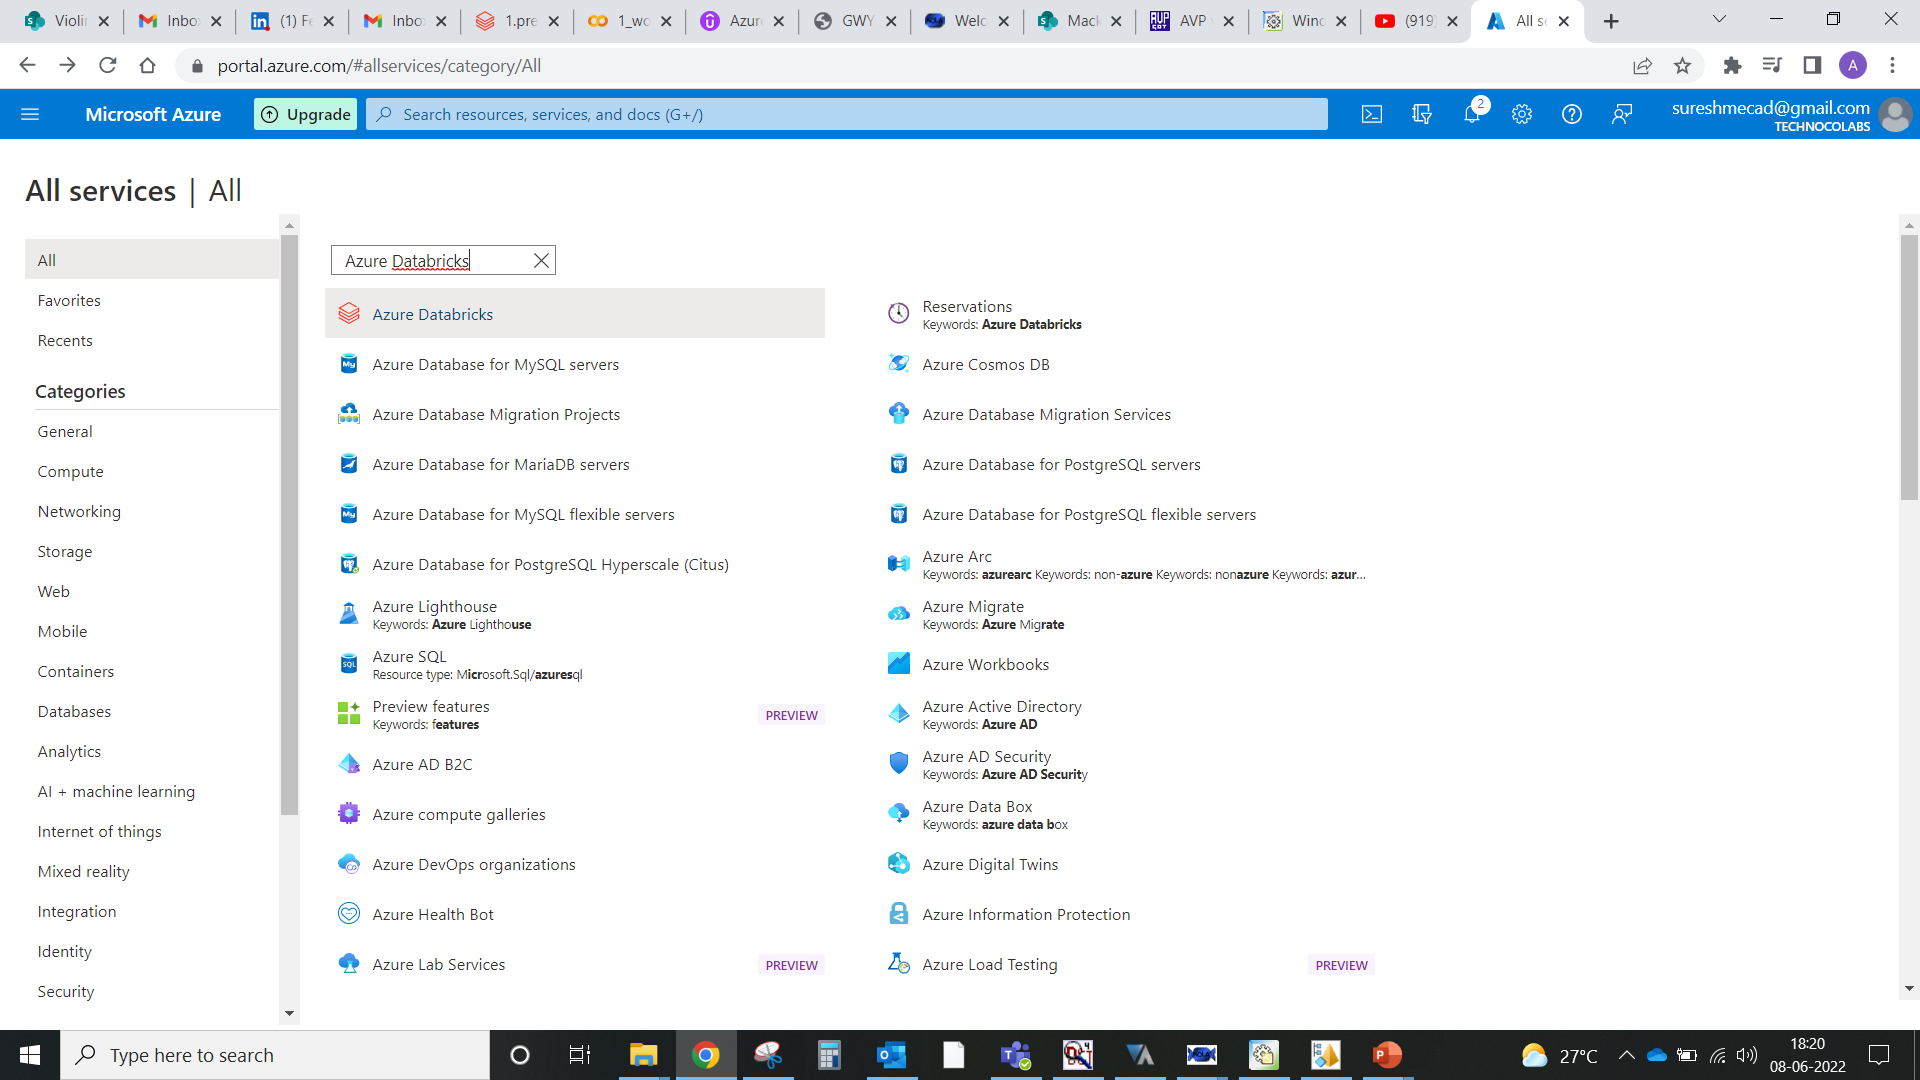 Violin
Inbo
(1) Fe
Inbo
1.pre
1_wo
Azur
GWY
Welc
Mack
AVP
Wind
(919)
All se
portal.azure.com/#allservices/category/All
A
Microsoft Azure
Upgrade
Search resources, services, and docs (G+/)
2
sureshmecad@gmail.com
TECHNOCOLABS
All services | All
All
Favorites
Recents
Categories
General
Compute
Networking
Storage
Web
Mobile
Containers
Databases
Analytics
AI + machine learning
Internet of things
Mixed reality
Integration
Identity
Security
Azure Databricks
Azure Databricks
Reservations
Keywords: Azure Databricks
Azure Database for MySQL servers
Azure Cosmos DB
Azure Database Migration Projects
Azure Database Migration Services
Azure Database for MariaDB servers
Azure Database for PostgreSQL servers
Azure Database for MySQL flexible servers
Azure Database for PostgreSQL flexible servers
Azure Database for PostgreSQL Hyperscale (Citus)
Azure Arc
Keywords: azurearc Keywords: non-azure Keywords: nonazure Keywords: azur...
Azure Lighthouse
Keywords: Azure Lighthouse
Azure Migrate
Keywords: Azure Migrate
Azure SQL
Resource type: Microsoft.Sql/azuresql
Azure Workbooks
Preview features
Keywords: features
PREVIEW
Azure Active Directory
Keywords: Azure AD
Azure AD B2C
Azure AD Security
Keywords: Azure AD Security
Azure compute galleries
Azure Data Box
Keywords: azure data box
Azure DevOps organizations
Azure Digital Twins
Azure Health Bot
Azure Information Protection
Azure Lab Services
PREVIEW
Azure Load Testing
PREVIEW
Type here to search
27°C
18:20
08-06-2022